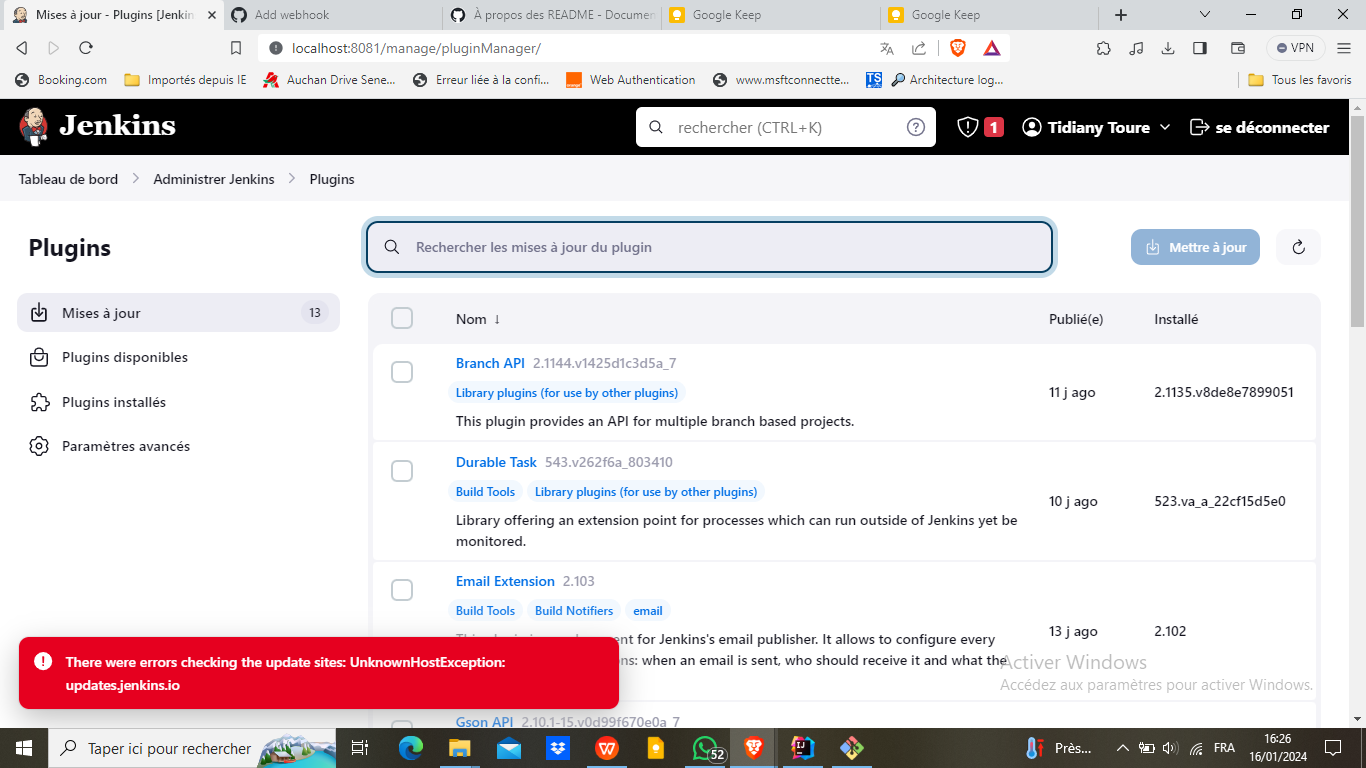 Mises à jour - Plugins [Jenkin
Add webhook
À propos des README - Documen
Google Keep
Google Keep
localhost:8081/manage/pluginManager/
VPN
Booking.com
Importés depuis IE
Auchan Drive Sene...
Erreur liée à la confi...
Web Authentication
www.msftconnectte...
TS
Architecture log...
Tous les favoris
Jenkins
rechercher (CTRL+K)
1
Tidiany Toure
se déconnecter
Tableau de bord
Administrer Jenkins
Plugins
Plugins
Rechercher les mises à jour du plugin
Mettre à jour
Mises à jour
13
Plugins disponibles
Plugins installés
Paramètres avancés
Nom ↓
Publié(e)
Installé
Branch API 2.1144.v1425d1c3d5a_7
Library plugins (for use by other plugins)
This plugin provides an API for multiple branch based projects.
11 j ago
2.1135.v8de8e7899051
Durable Task 543.v262f6a_803410
Build Tools
Library plugins (for use by other plugins)
Library offering an extension point for processes which can run outside of Jenkins yet be
monitored.
10 j ago
523.va_a_22cf15d5e0
Email Extension 2.103
Build Tools
Build Notifiers
email
for Jenkins's email publisher. It allows to configure every
when an email is sent, who should receive it and what the
13 j ago
2.102
Gson API 2.10.1-15.v0d99f670e0a_7
There were errors checking the update sites: UnknownHostException:
updates.jenkins.io
Activer Windows
Accédez aux paramètres pour activer Windows.
Taper ici pour rechercher
52
Près...
FRA
16:26
16/01/2024